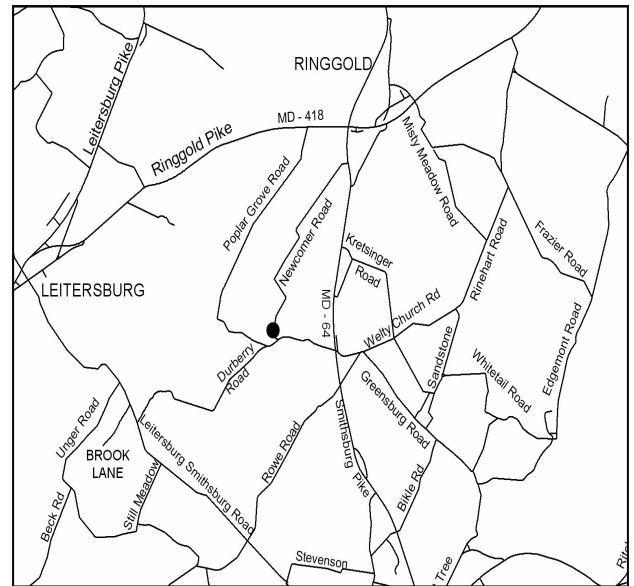 RINGGOLD
Leitersburg Pike
MD - 418
Ringgold Pike
Misty Meadow Road
Poplar Grove Road
Newcomer Road
Kretsinger
Road
Rinehart Road
Frazier Road
LEITERSBURG
MD - 64
Welty Church Rd
Edgemont Road
Durberry
Road
Sandstone
Whitetail Road
Greensburg Road
Unger Road
Leitersburg Smithsburg Road
Rowe Road
Smithsburg
Pike
BROOK
LANE
Still Meadow
Bikle Rd
Beck Rd
Stevenson
Tree